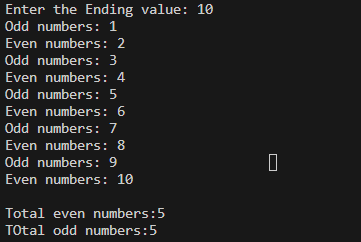 Enter the Ending value: 10
Odd numbers: 1
Even numbers: 2
Odd numbers: 3
Even numbers: 4
Odd numbers: 5
Even numbers: 6
Odd numbers: 7
Even numbers: 8
Odd numbers: 9
Even numbers: 10
Total even numbers:5
TOtal odd numbers:5